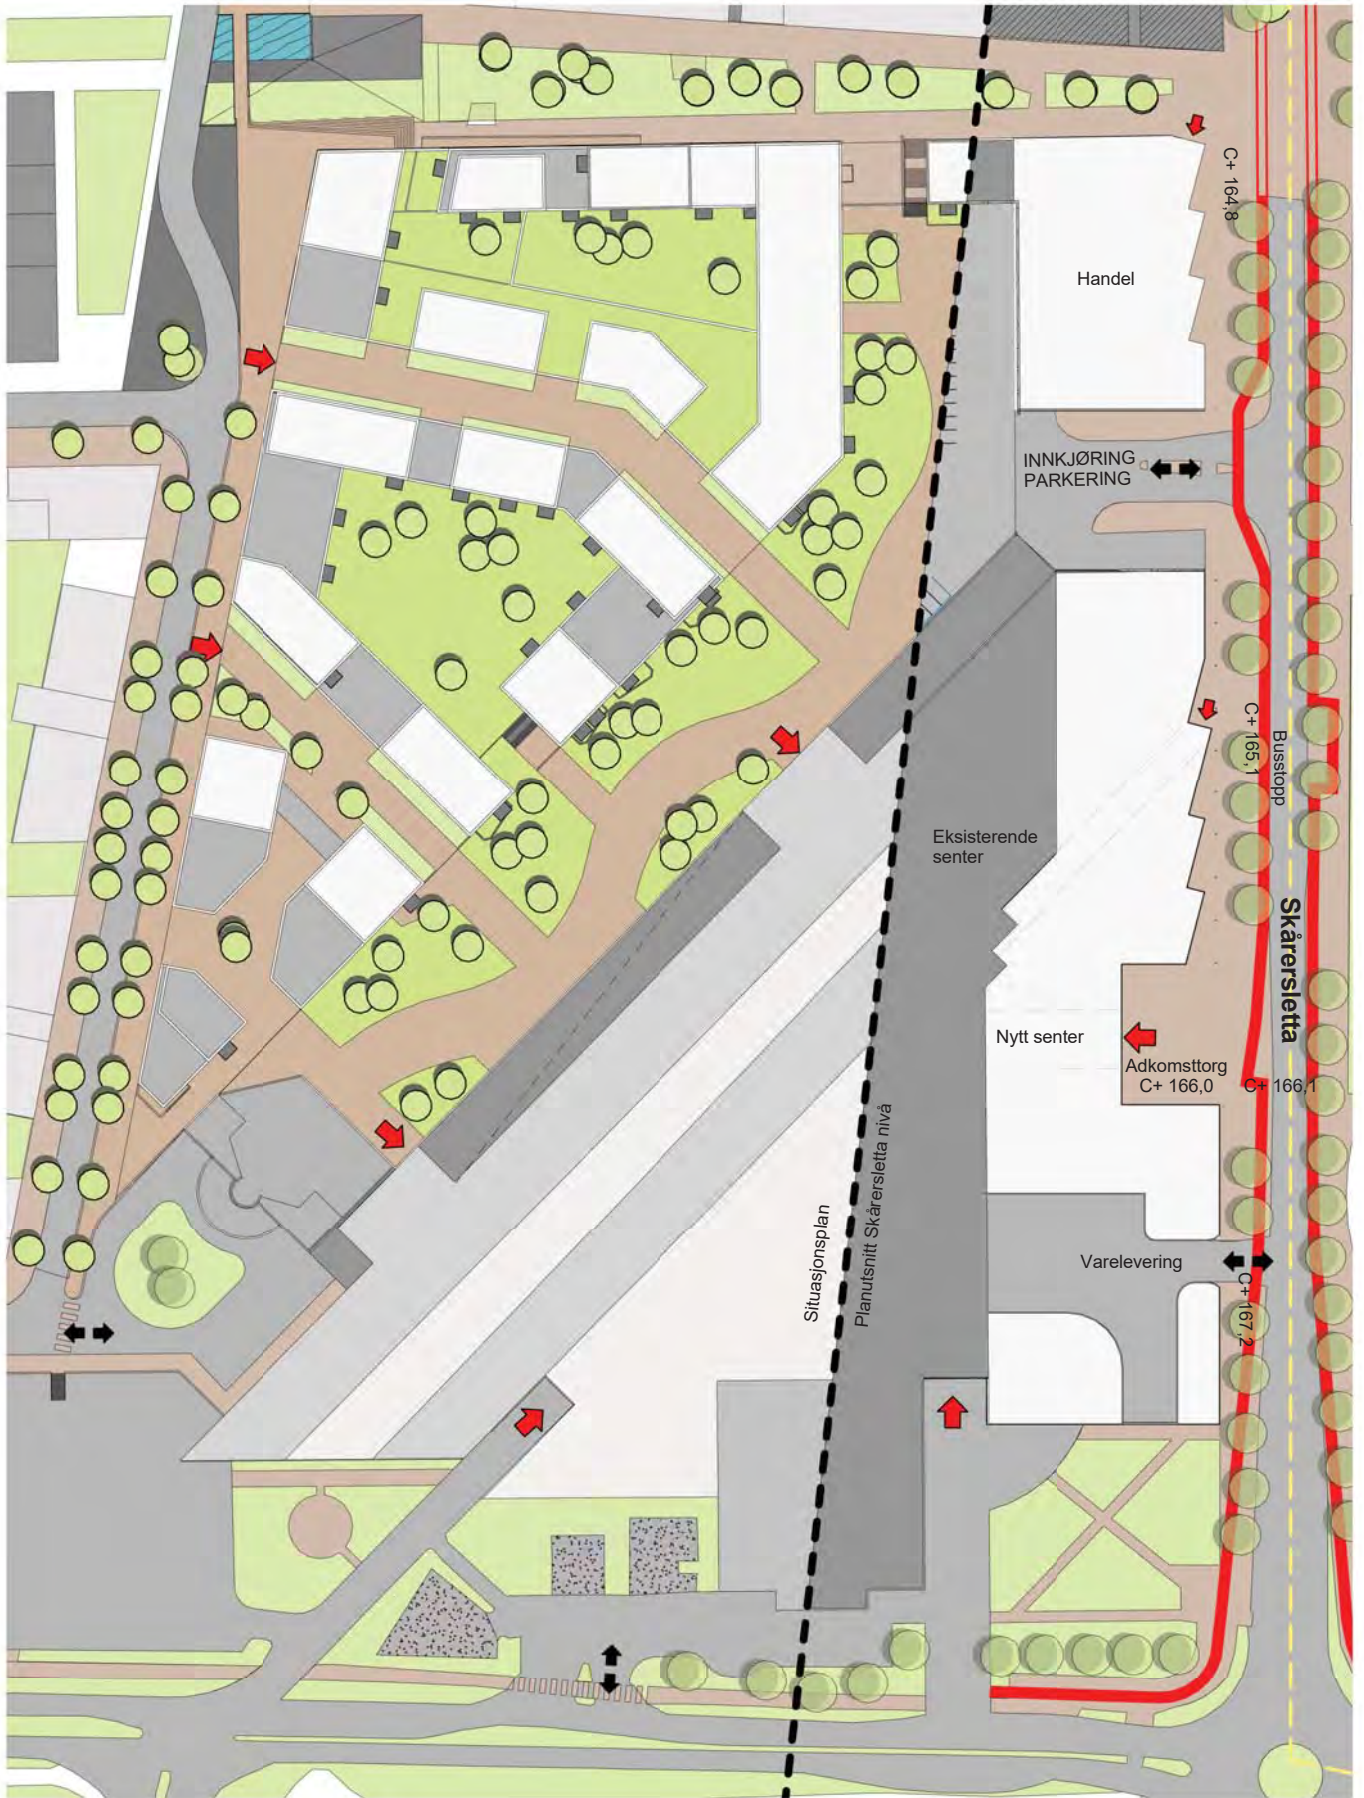 C+ 164,8
Handel
INNKJØRING
PARKERING
C+ 165,1
Busstopp
Eksisterende
senter
Skårersletta
Nytt senter
Adkomsttorg
C+ 166,0
C+ 166,1
Situasjonsplan
Planutsnitt Skårersletta nivå
Varelevering
C+ 167,2